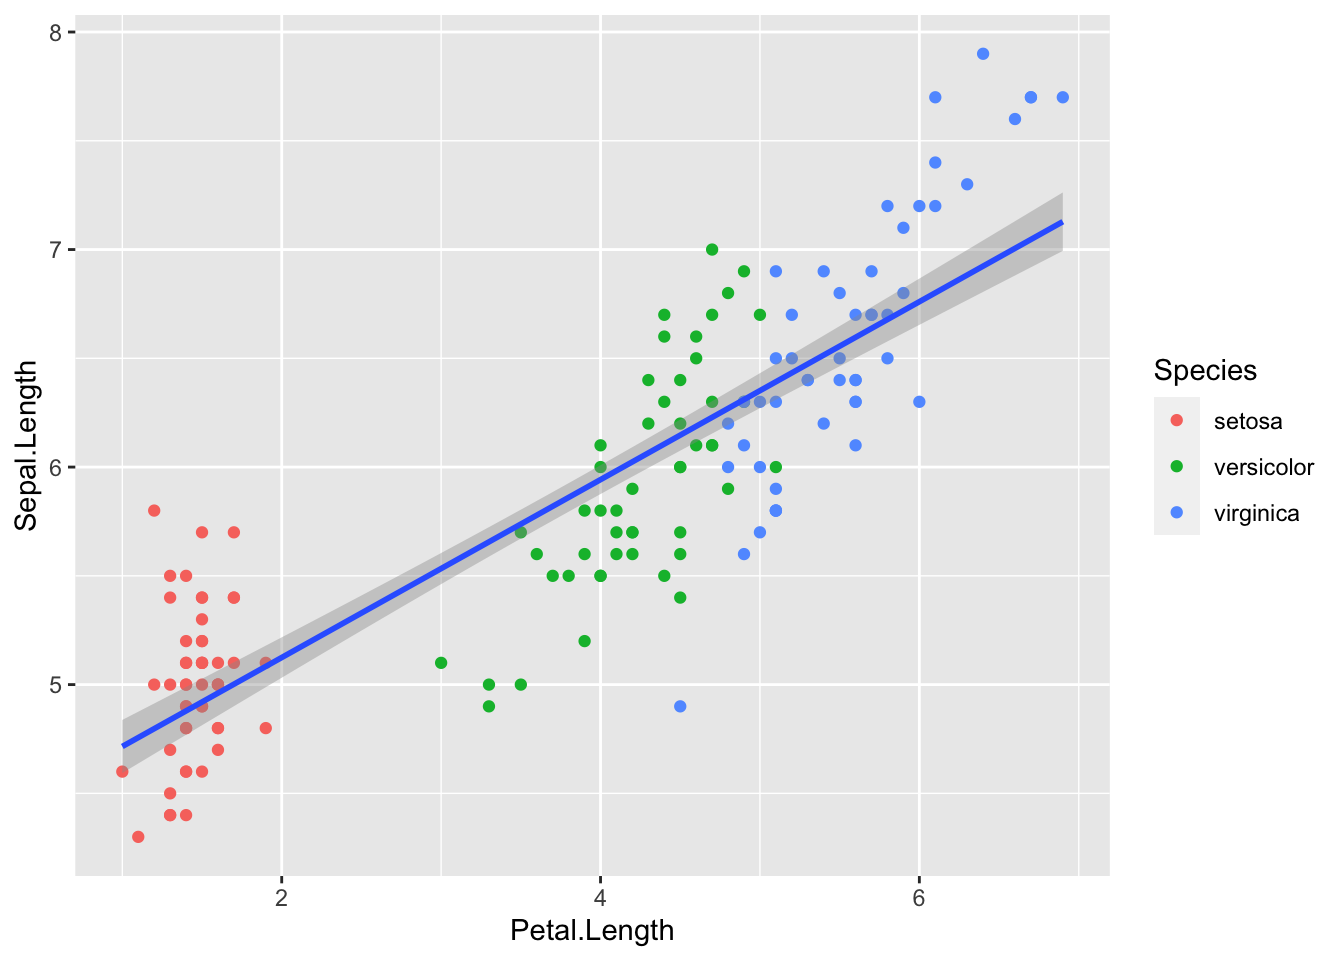 8
7
6
5
Sepal.Length
2 4 6
Petal.Length
Species
setosa
versicolor
virginica